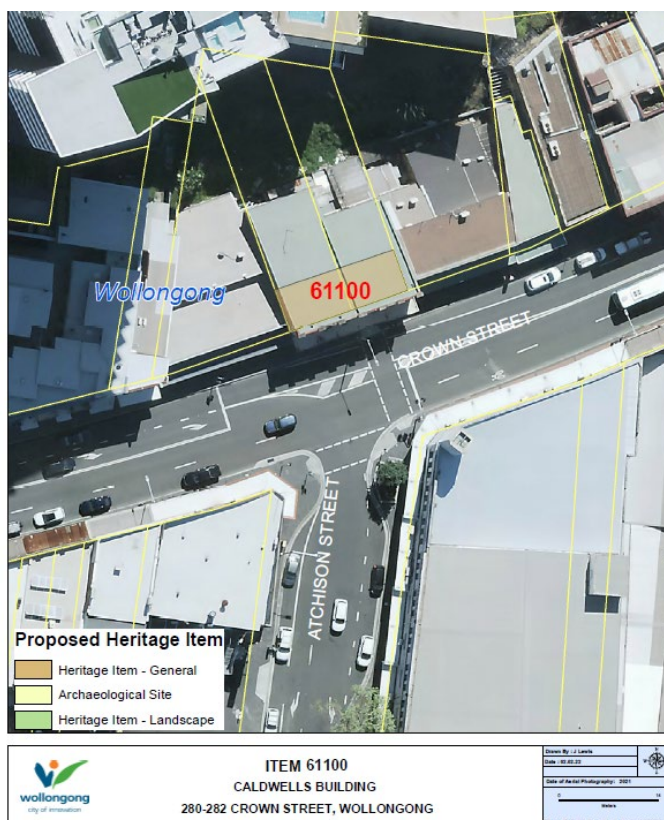 Wollongong
61100
CROWN STREET
ATCHISON STREET
Proposed Heritage Item
Heritage Item - General
Archaeological Site
Heritage Item - Landscape
wollongong
city of innovation
ITEM 61100
CALDWELLS BUILDING
280-282 CROWN STREET, WOLLONGONG
Drawn By : J Lewis
Date of Aerial Photography: 2021
Meters